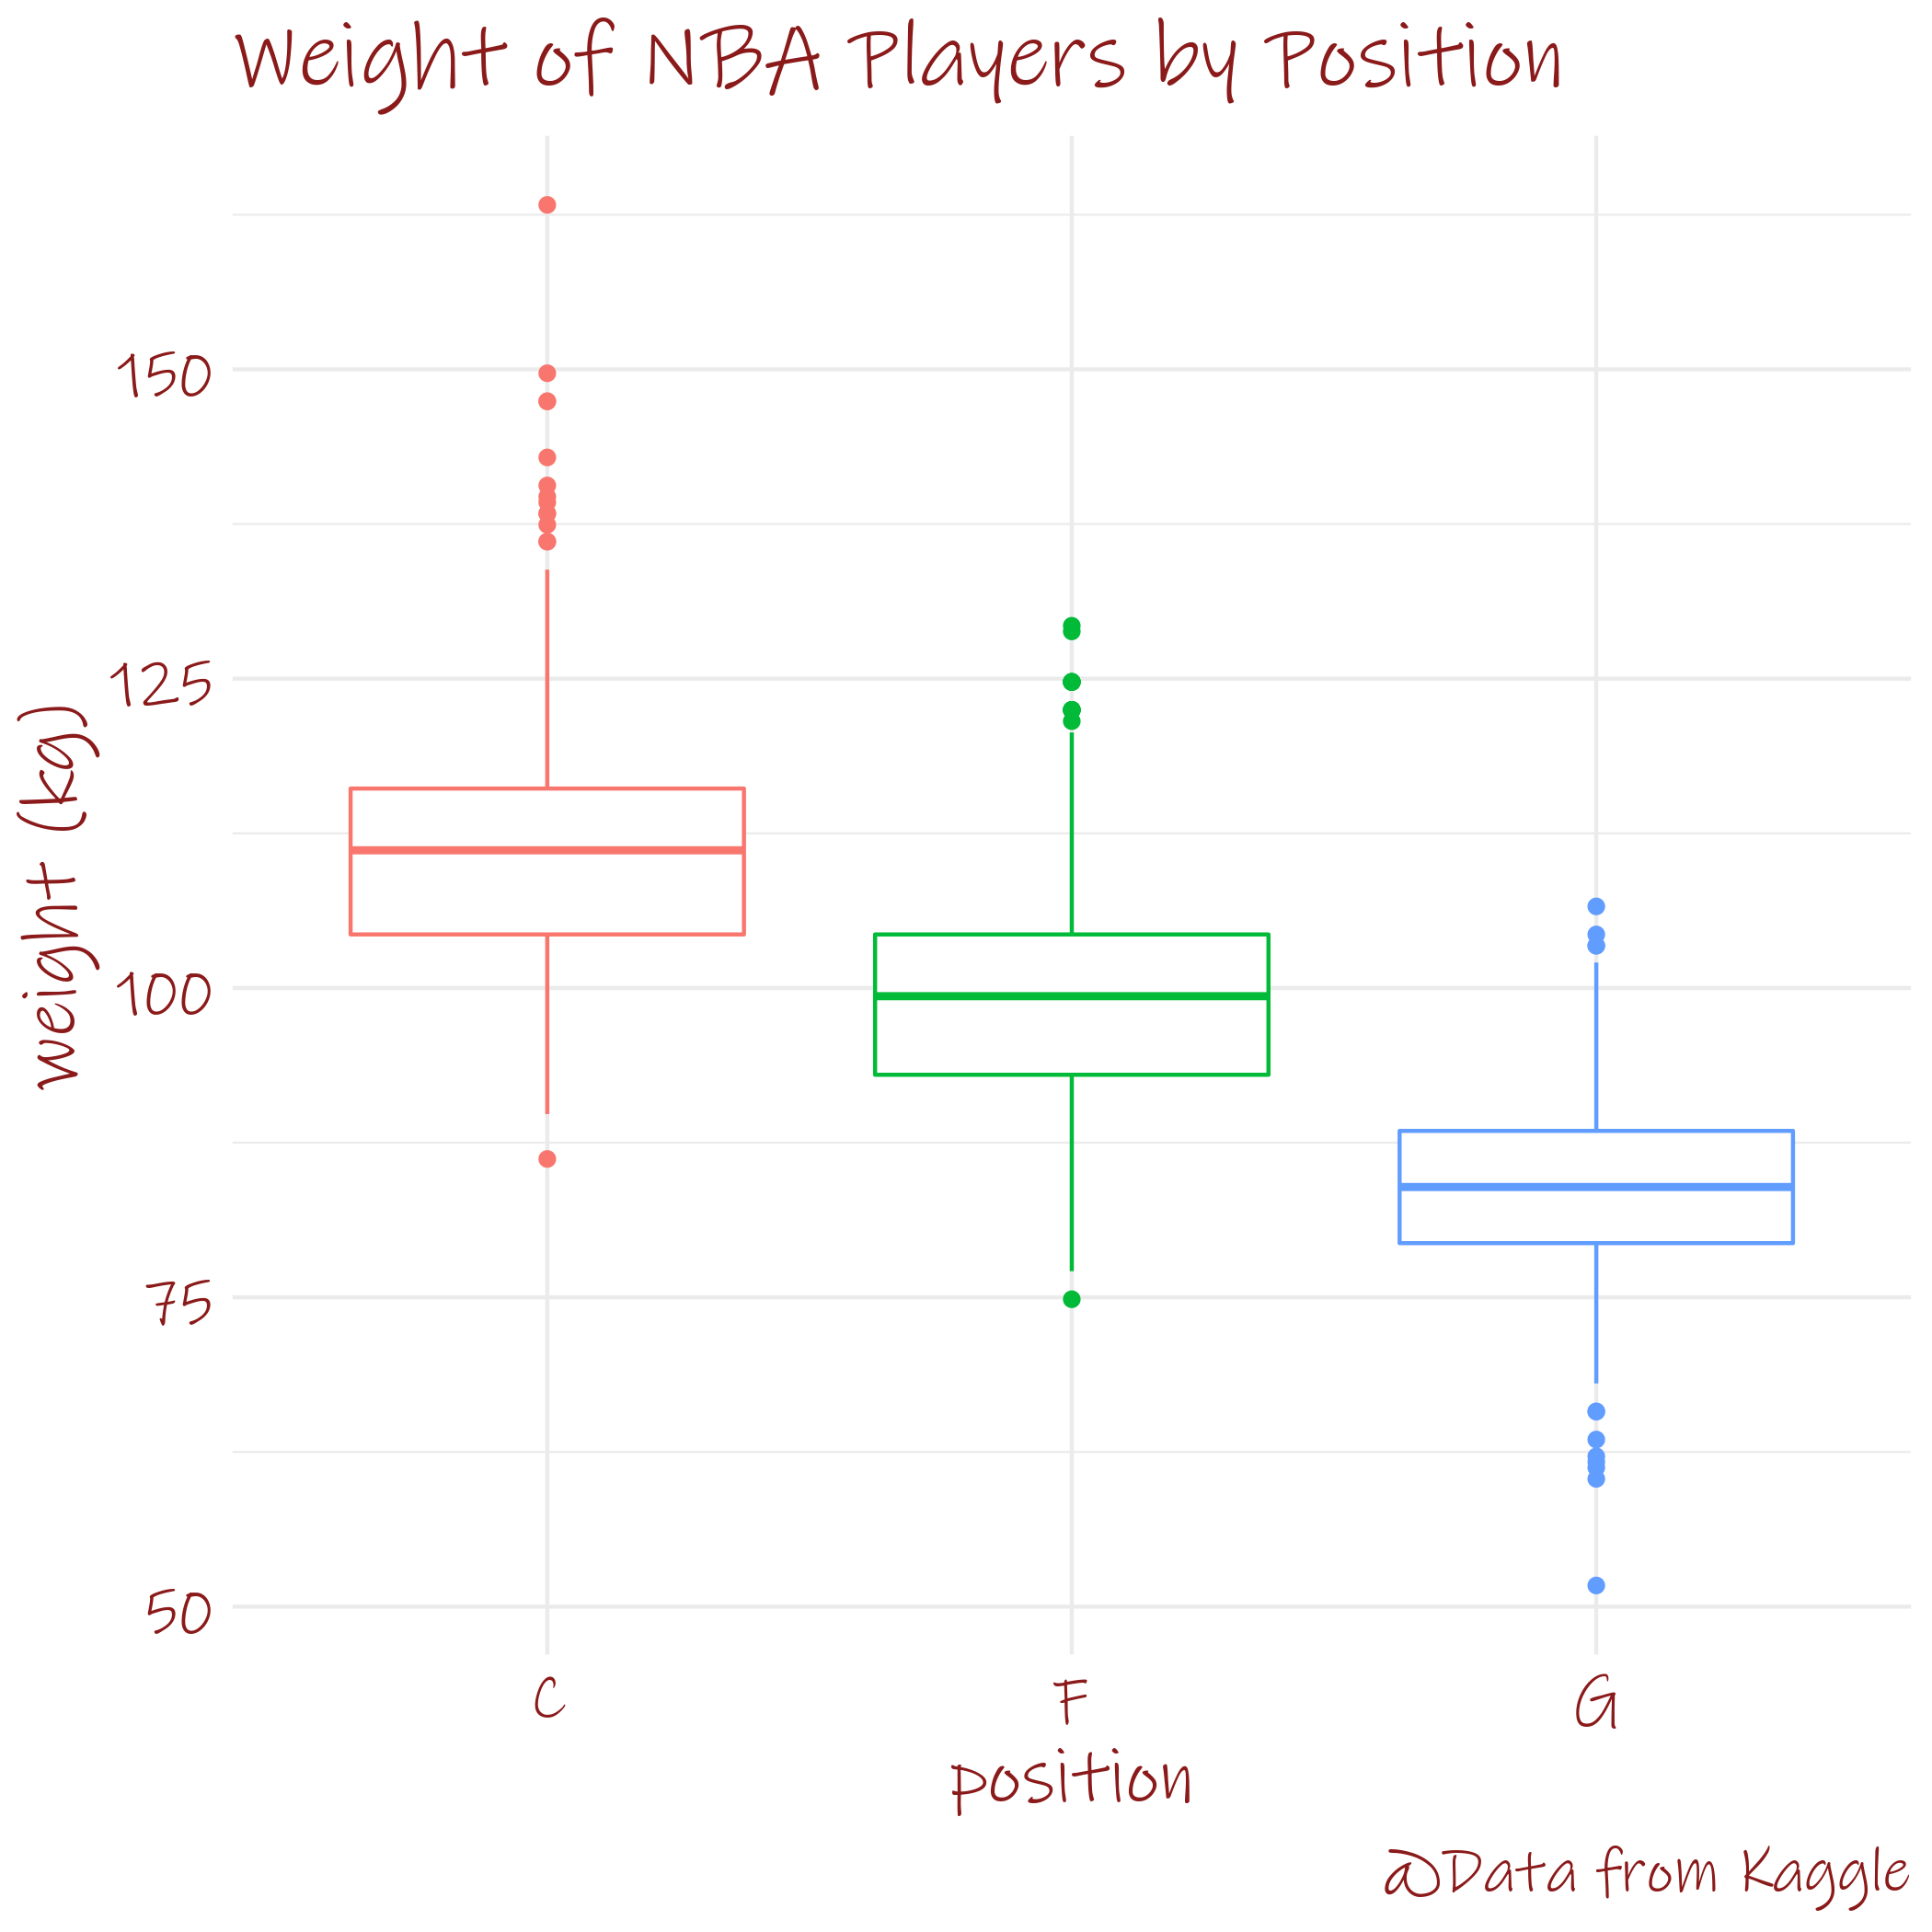 Weight of NBA Players by Position
weight (kg)
150
125
100
75
50
C
F
G
position
@Data from Kaggle